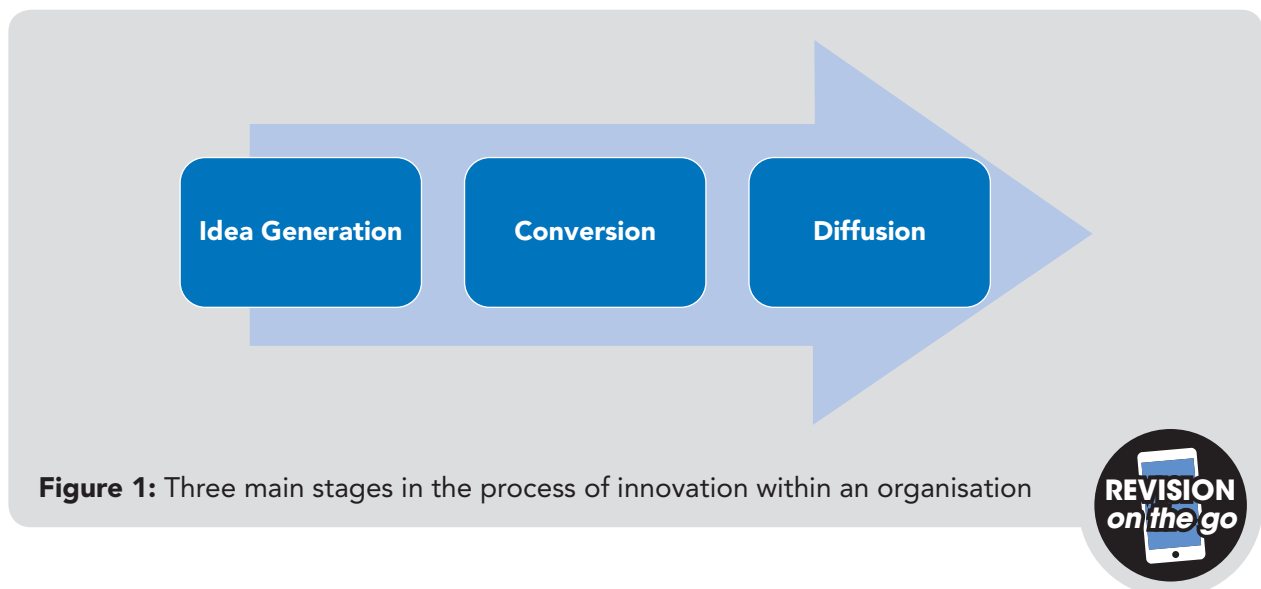 Idea Generation
Conversion
Diffusion
Figure 1: Three main stages in the process of innovation within an organisation
REVISION
on the go